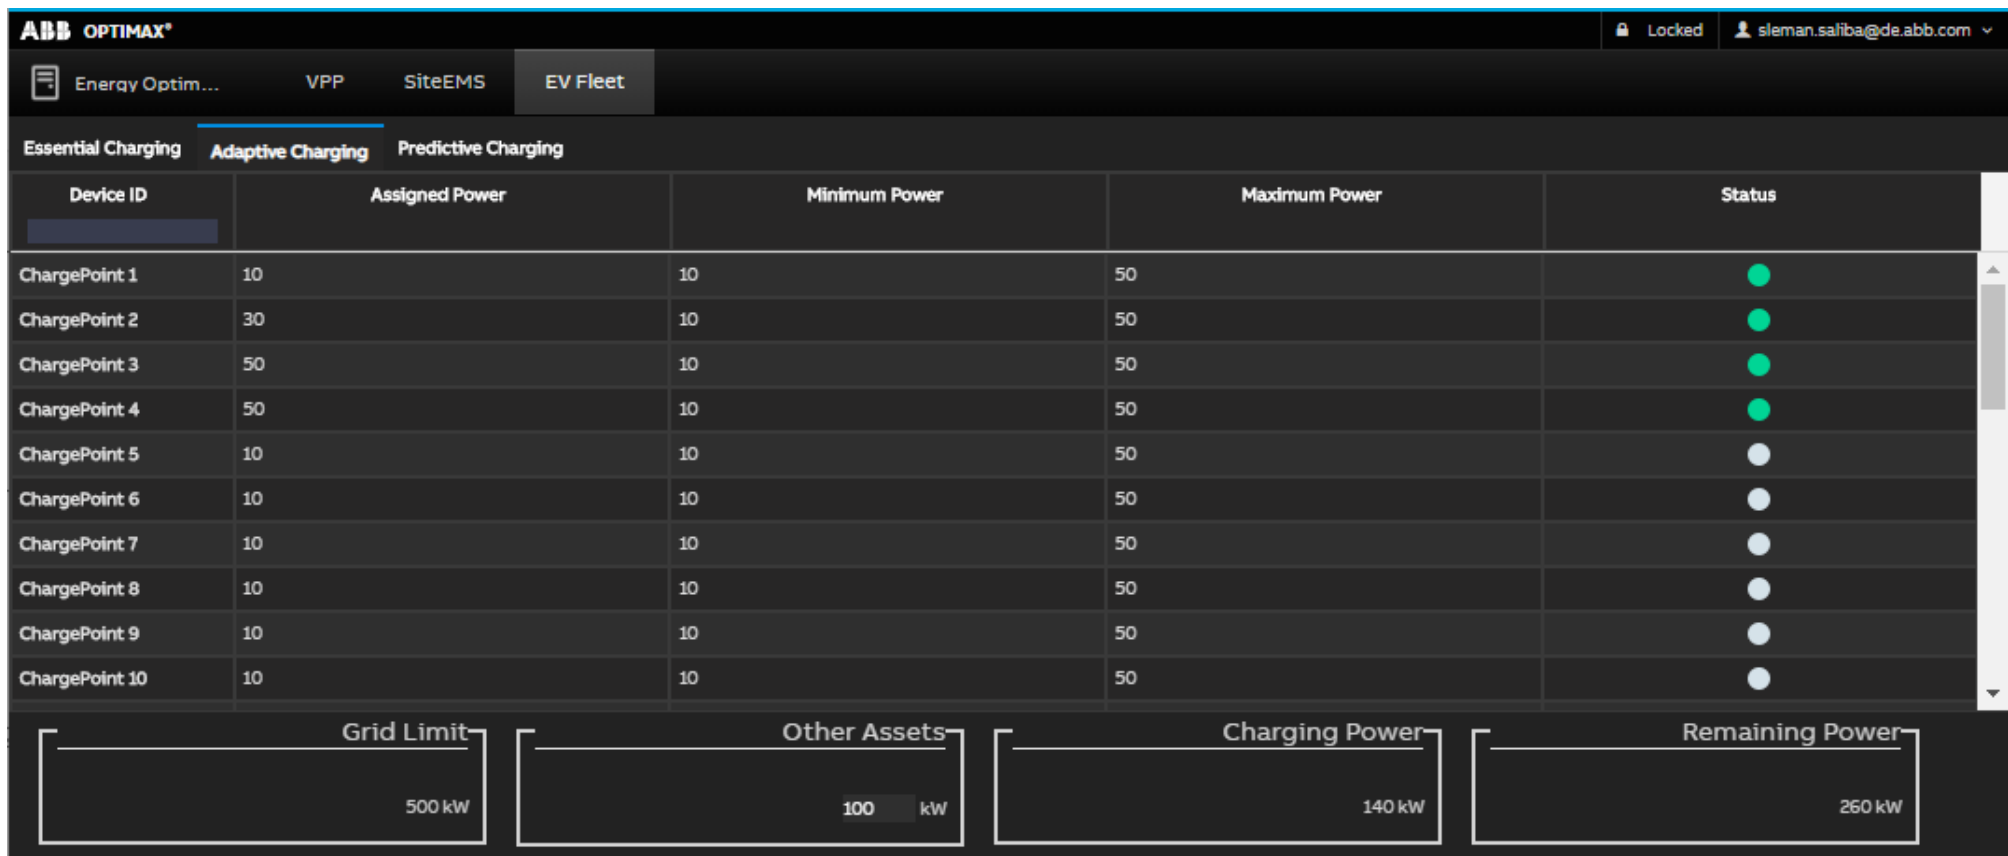 ABB OPTIMAX®
Locked
sleman.saliba@de.abb.com
Energy Optim...
VPP
SiteEMS
EV Fleet
Essential Charging
Adaptive Charging
Predictive Charging
Device ID
Assigned Power
Minimum Power
Maximum Power
Status
ChargePoint 1 10 10 50
ChargePoint 2 30 10 50
ChargePoint 3 50 10 50
ChargePoint 4 50 10 50
ChargePoint 5 10 10 50
ChargePoint 6 10 10 50
ChargePoint 7 10 10 50
ChargePoint 8 10 10 50
ChargePoint 9 10 10 50
ChargePoint 10 10 10 50
Grid Limit
500 kW
Other Assets
100 kW
Charging Power
140 kW
Remaining Power
260 kW